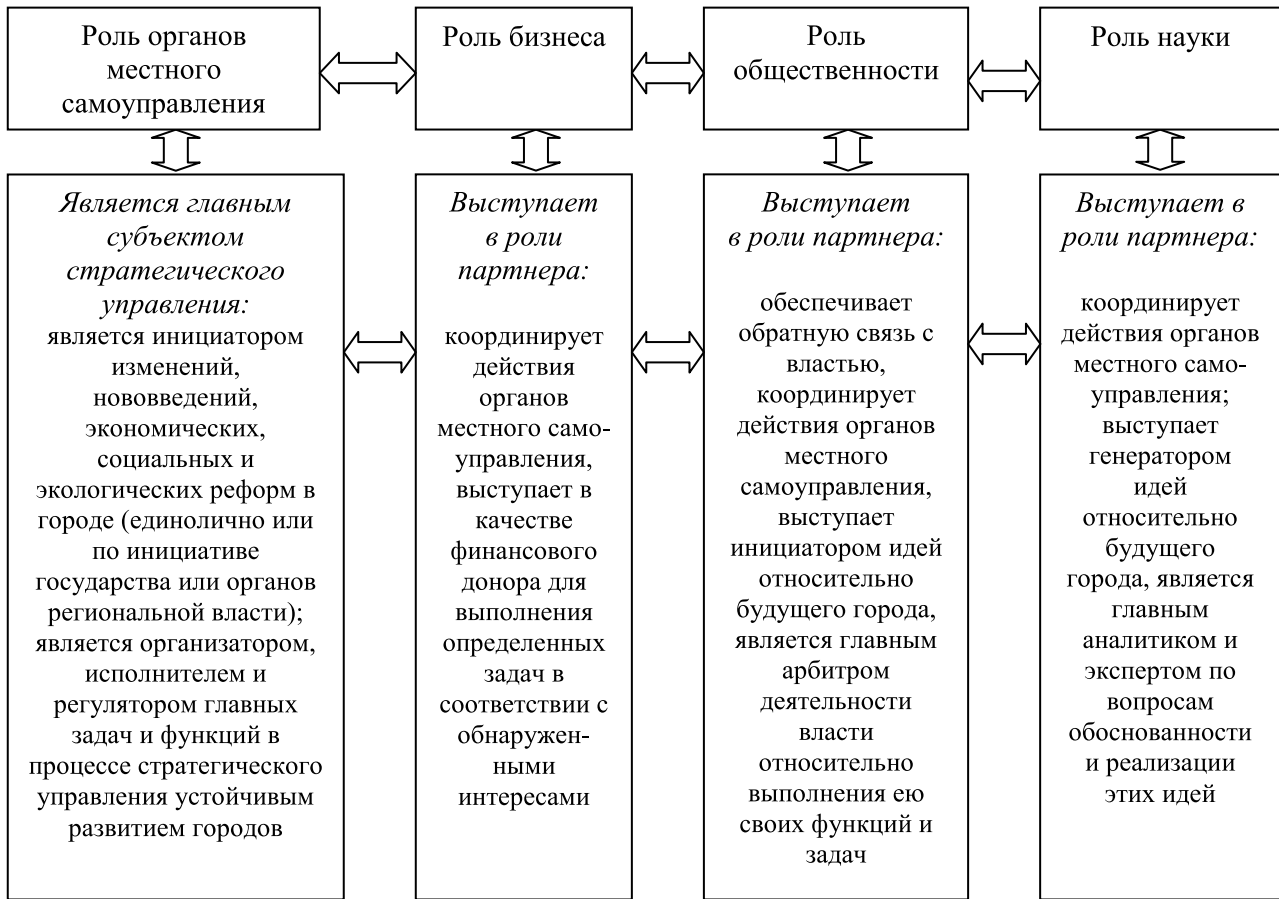 Роль органов
местного
самоуправления
Роль бизнеса
Роль
общественности
Роль науки
Является главным
субъектом
стратегического
управления:
является инициатором
изменений,
нововведений,
экономических,
социальных и
экологических реформ в
городе (единолично или
по инициативе
государства или органов
региональной власти);
является организатором,
исполнителем и
регулятором главных
задач и функций в
процессе стратегического
управления устойчивым
развитием городов
Выступает
в роли
партнера:
координирует
действия
органов
местного само-
управления,
выступает в
качестве
финансового
донора для
выполнения
определенных
задач в
соответствии с
обнаружен-
ными
интересами
Выступает
в роли партнера:
обеспечивает
обратную связь с
властью,
координирует
действия органов
местного
самоуправления,
выступает
инициатором идей
относительно
будущего города,
является главным
арбитром
деятельности
власти
относительно
выполнения ею
своих функций и
задач
Выступает в
роли партнера:
координирует
действия органов
местного само-
управления;
выступает
генератором
идей
относительно
будущего
города, является
главным
аналитиком и
экспертом по
вопросам
обоснованности
и реализации
этих идей